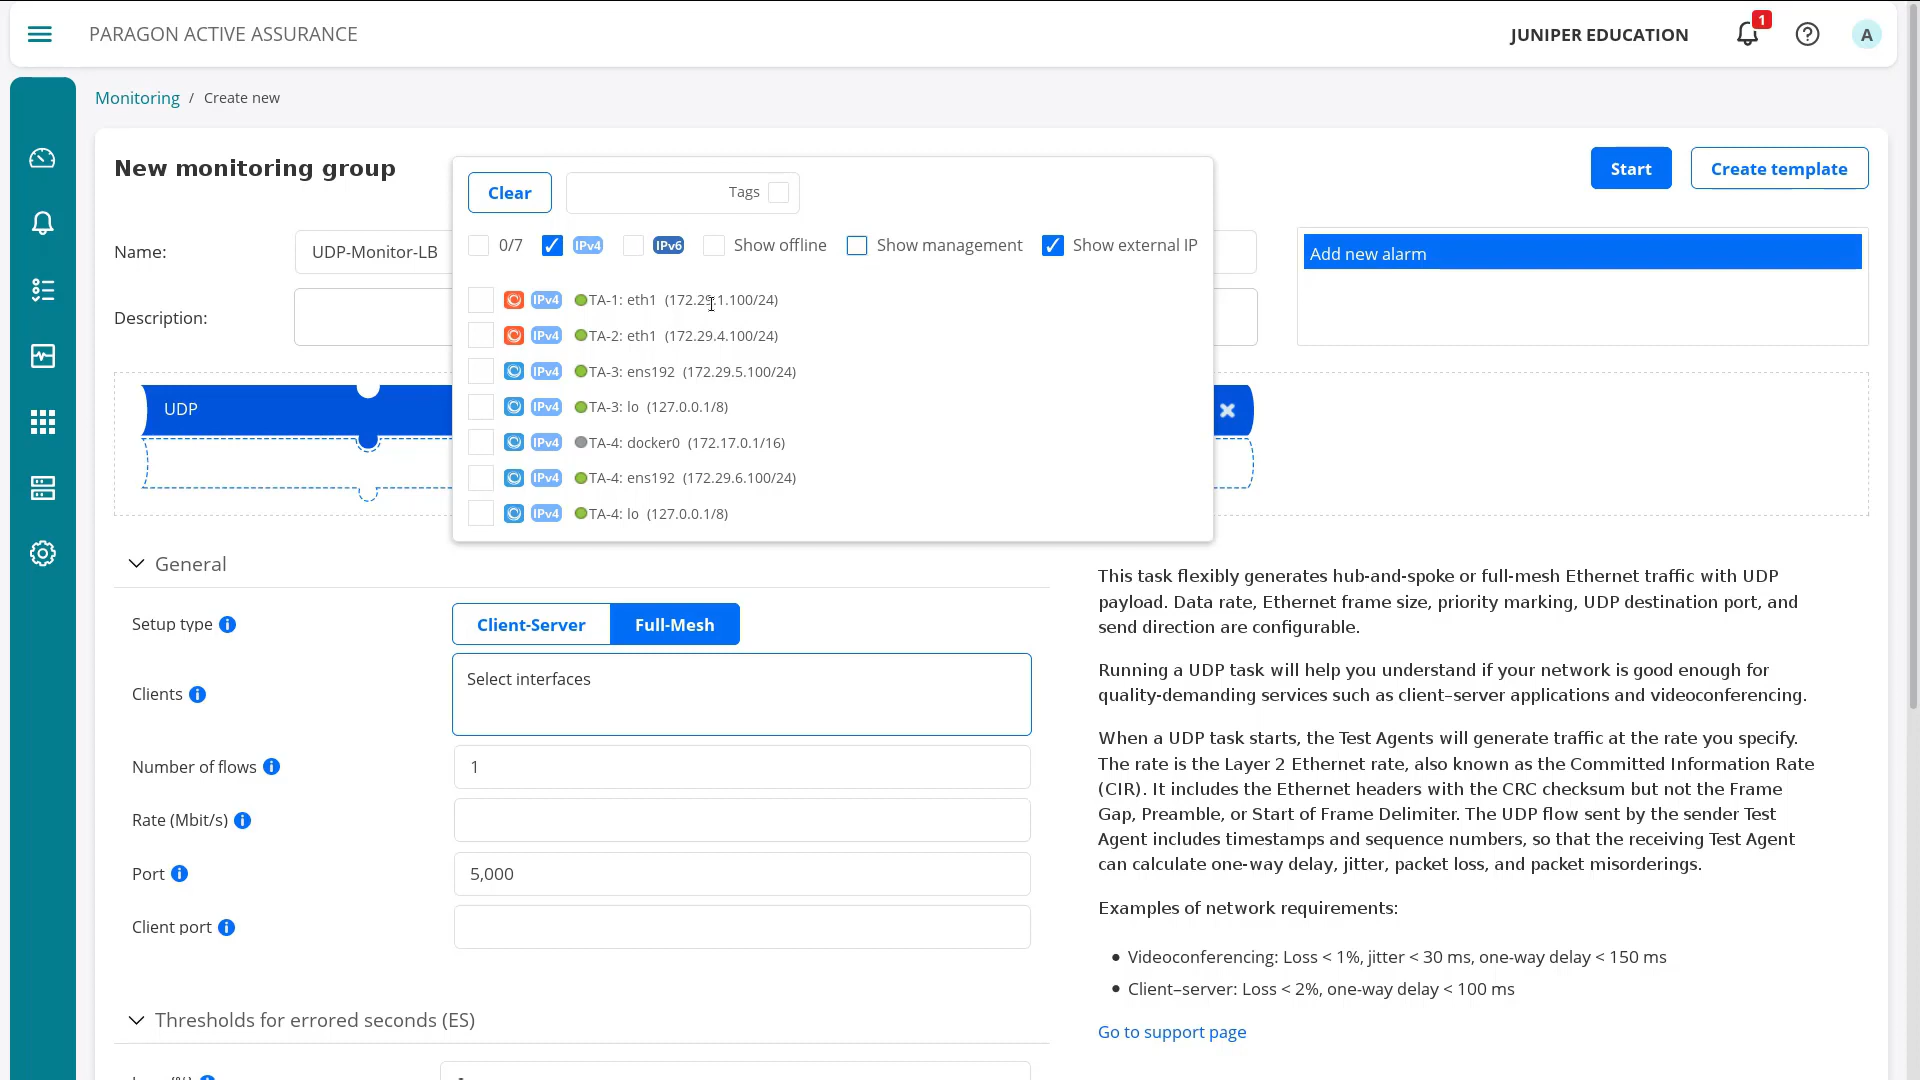 PARAGON ACTIVE ASSURANCE
JUNIPER EDUCATION
1
A
Monitoring / Create new
New monitoring group
Start
Create template
Clear
Tags
0/7
IPv4
IPv6
Show offline
Show management
Show external IP
Name:
UDP-Monitor-LB
Add new alarm
Description:
IPv4 TA-1: eth1 (172.29.1.100/24)
IPv4 TA-2: eth1 (172.29.4.100/24)
IPv4 TA-3: ens192 (172.29.5.100/24)
IPv4 TA-3: lo (127.0.0.1/8)
IPv4 TA-4: docker0 (172.17.0.1/16)
IPv4 TA-4: ens192 (172.29.6.100/24)
IPv4 TA-4: lo (127.0.0.1/8)
UDP
General
Setup type
Client-Server
Full-Mesh
Clients
Select interfaces
Number of flows
1
Rate (Mbit/s)
Port
5,000
Client port
Thresholds for errored seconds (ES)
This task flexibly generates hub-and-spoke or full-mesh Ethernet traffic with UDP
payload. Data rate, Ethernet frame size, priority marking, UDP destination port, and
send direction are configurable.
Running a UDP task will help you understand if your network is good enough for
quality-demanding services such as client–server applications and videoconferencing.
When a UDP task starts, the Test Agents will generate traffic at the rate you specify.
The rate is the Layer 2 Ethernet rate, also known as the Committed Information Rate
(CIR). It includes the Ethernet headers with the CRC checksum but not the Frame
Gap, Preamble, or Start of Frame Delimiter. The UDP flow sent by the sender Test
Agent includes timestamps and sequence numbers, so that the receiving Test Agent
can calculate one-way delay, jitter, packet loss, and packet misorderings.
Examples of network requirements:
• Videoconferencing: Loss < 1%, jitter < 30 ms, one-way delay < 150 ms
• Client–server: Loss < 2%, one-way delay < 100 ms
Go to support page